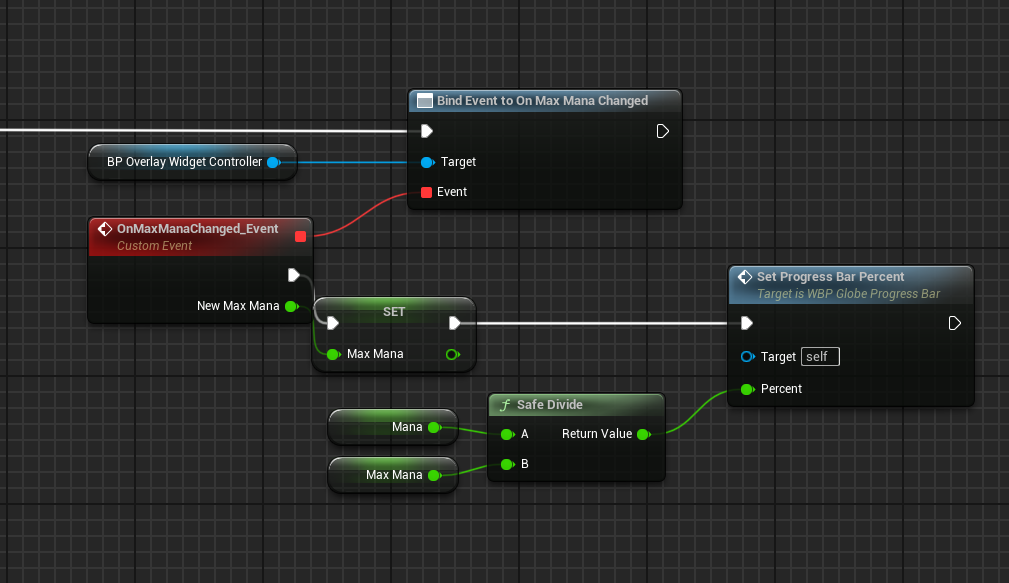 Bind Event to On Max Mana Changed
BP Overlay Widget Controller
Target
Event
OnMaxManaChanged_Event
Custom Event
New Max Mana
SET
Max Mana
Set Progress Bar Percent
Target is WBP Globe Progress Bar
Target self
Percent
Mana
Max Mana
f Safe Divide
A Return Value
B